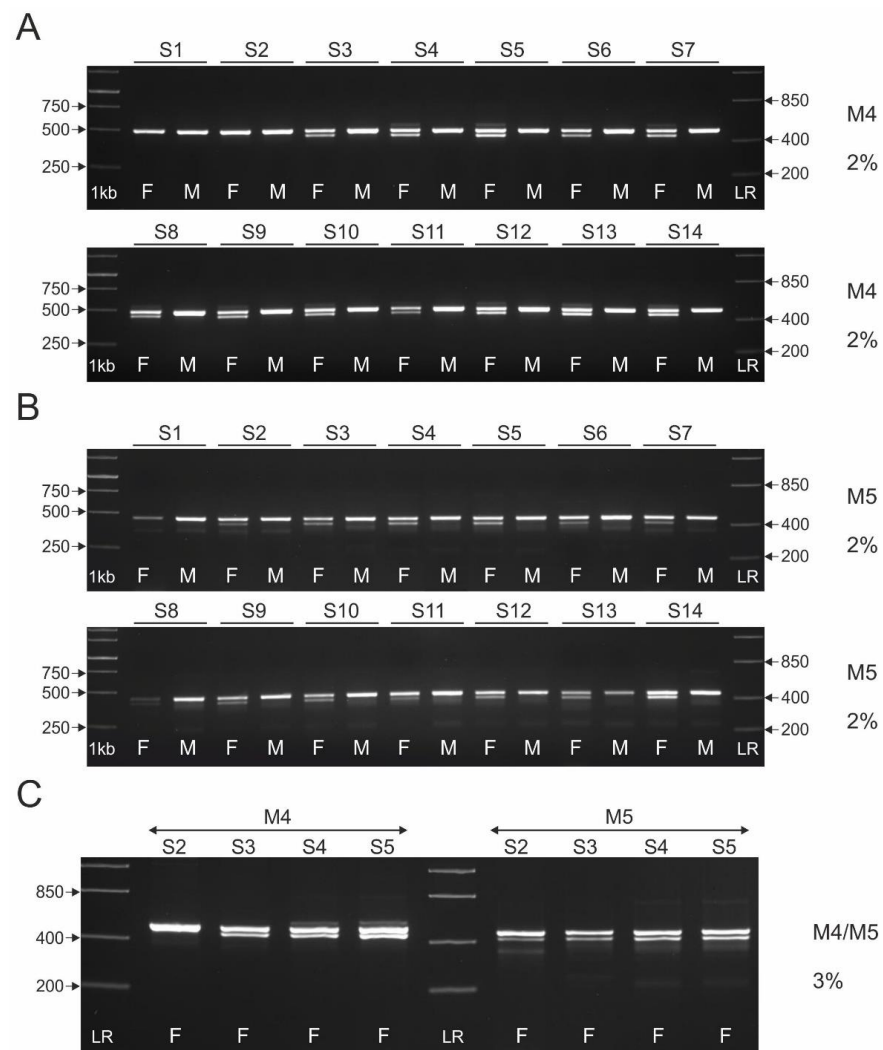 A
S1 S2 S3 S4 S5 S6 S7
750 850
500 M4
400
250 2%
200
1kb F M F M F M F M F M F M F M LR
S8 S9 S10 S11 S12 S13 S14
750 850
500 M4
400
250 2%
200
1kb F M F M F M F M F M F M F M LR
B
S1 S2 S3 S4 S5 S6 S7
750 850
500 M5
400
250 2%
200
1kb F M F M F M F M F M F M F M LR
S8 S9 S10 S11 S12 S13 S14
750 850
500 M5
400
250 2%
200
1kb F M F M F M F M F M F M F M LR
C
M4 M5
S2 S3 S4 S5 S2 S3 S4 S5
850
400 M4/M5
200 3%
LR F F F F LR F F F F